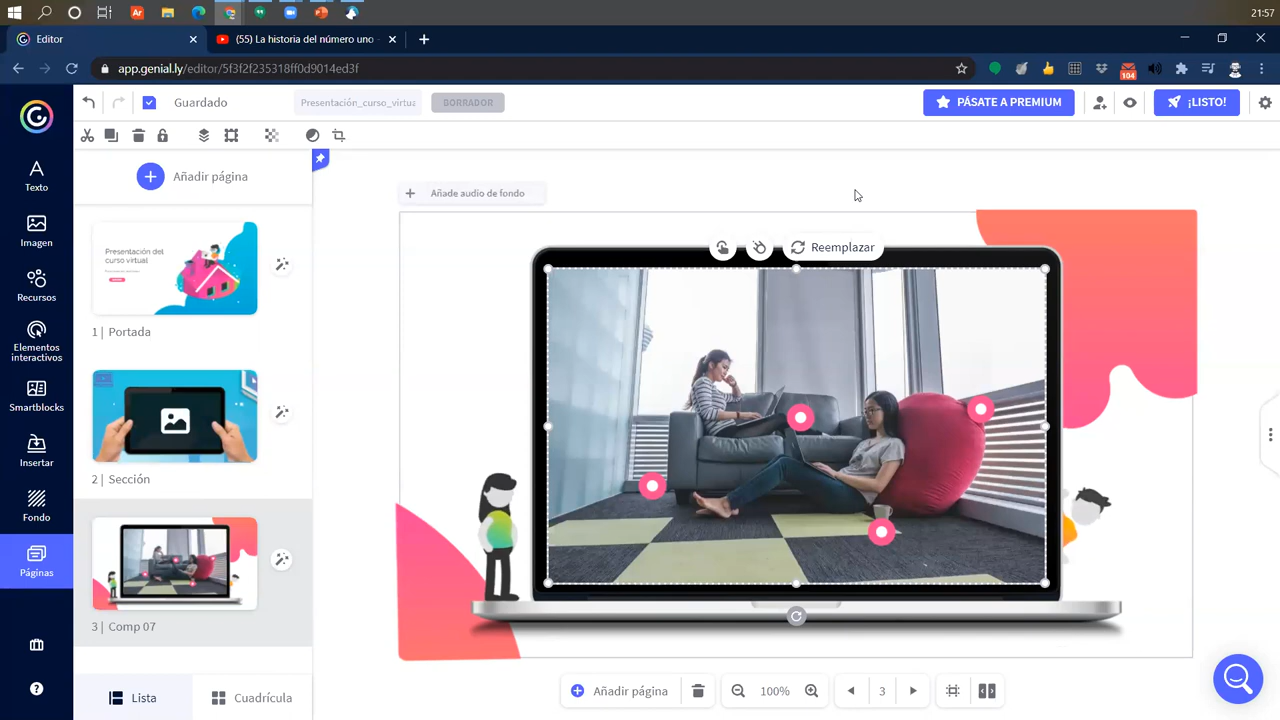 21:57
Editor
(55) La historia del número uno
app.genial.ly/editor/5f3f2f235318ff0d9014ed3f
104
Guardado
Presentación_curso_virtua
BORRADOR
PÁSATE A PREMIUM
¡LISTO!
Texto
Imagen
Recursos
Elementos
interactivos
Smartblocks
Insertar
Fondo
Páginas
Añadir página
Presentación del
curso virtual
1 | Portada
2 | Sección
3 | Comp 07
Lista
Cuadrícula
Añade audio de fondo
Reemplazar
Añadir página
100%
3